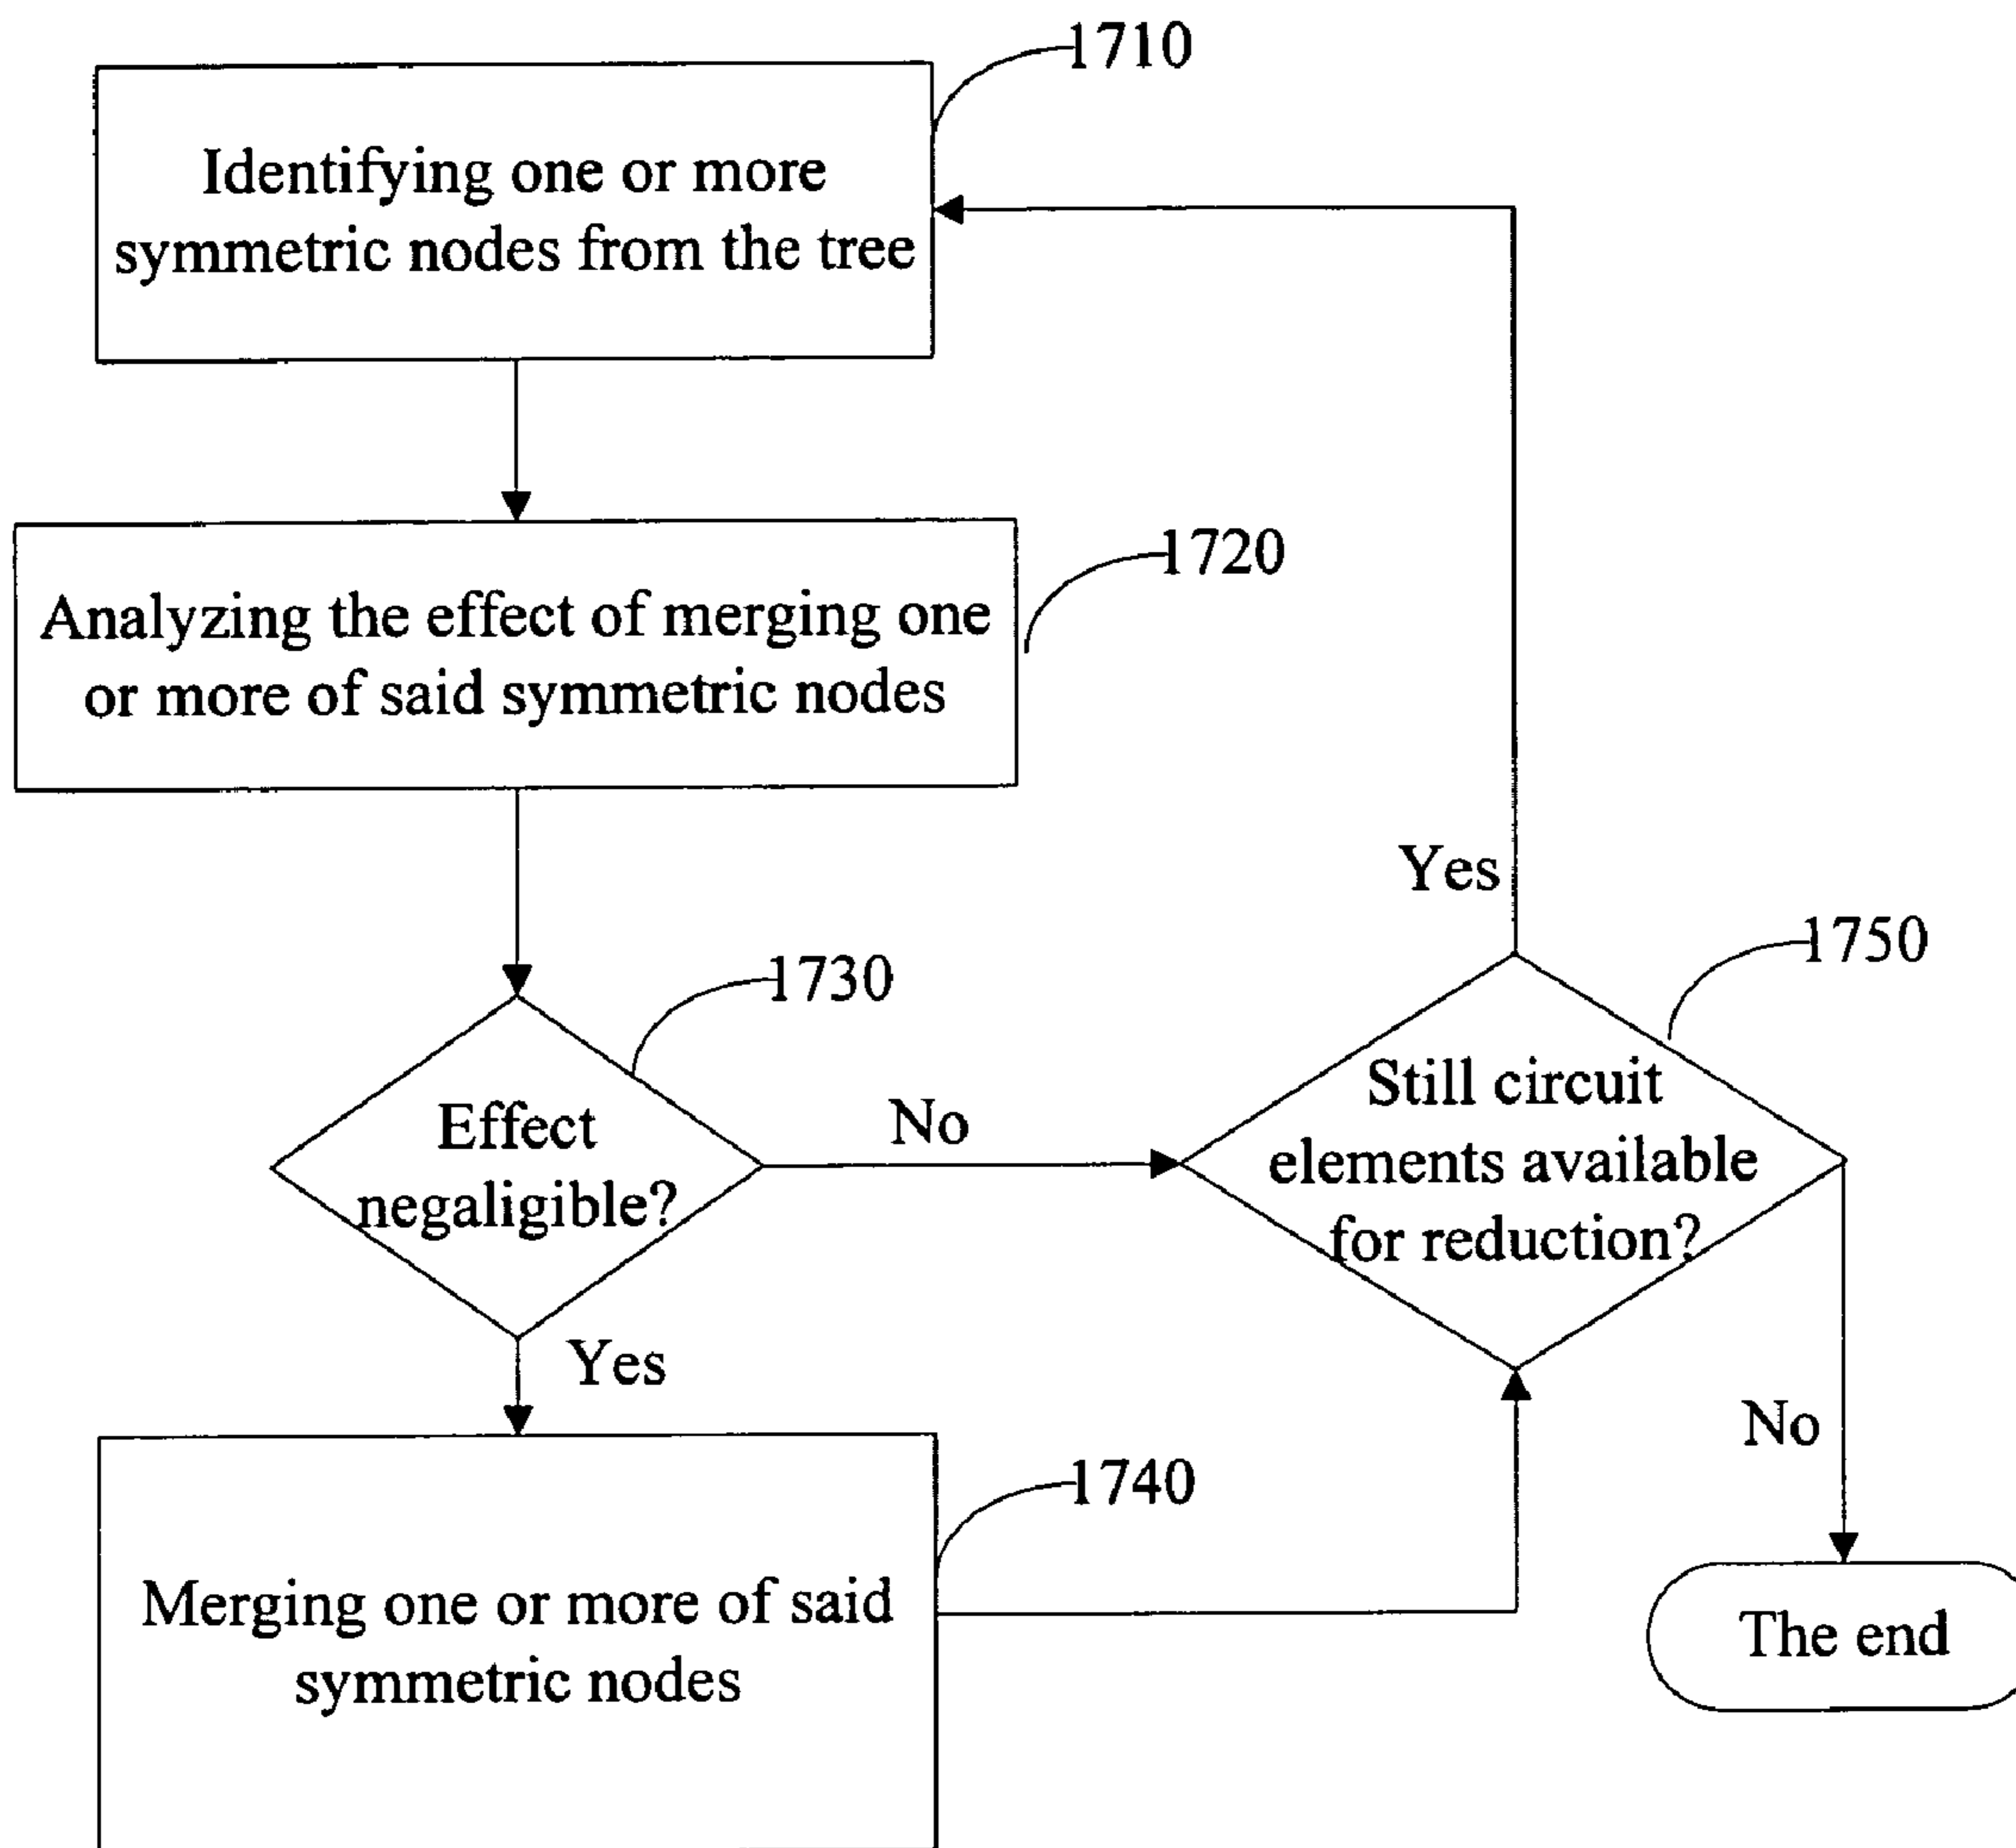 1710
Identifying one or more
symmetric nodes from the tree
1720
Analyzing the effect of merging one
or more of said symmetric nodes
Yes
1750
1730
Still circuit
elements available
for reduction?
Effect
negaligible?
No
Yes
No
1740
Merging one or more of said
symmetric nodes
The end